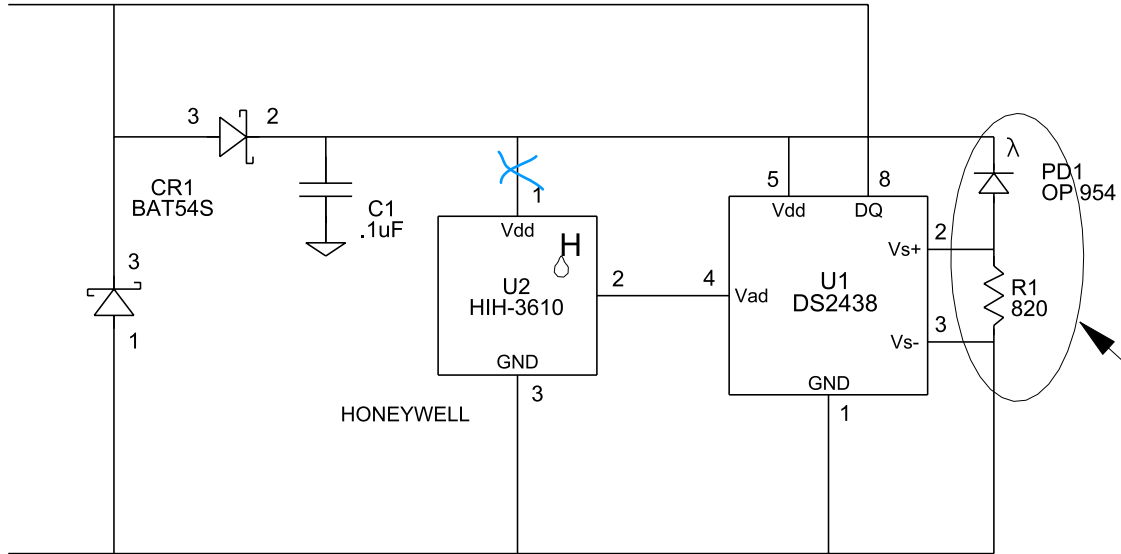 3
2
CR1
BAT54S
C1
.1uF
3
1
1
Vdd
H
U2
HIH-3610
2
GND
3
HONEYWELL
5
8
Vdd
DQ
Vs+
2
4
Vad
U1
DS2438
Vs-
3
GND
1
λ
PD1
OP 954
R1
820